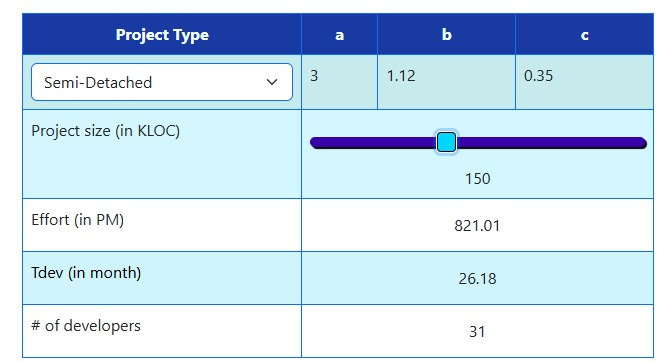 Project Type a b c
Semi-Detached 3 1.12 0.35
Project size (in KLOC)
150
Effort (in PM) 821.01
Tdev (in month) 26.18
# of developers 31